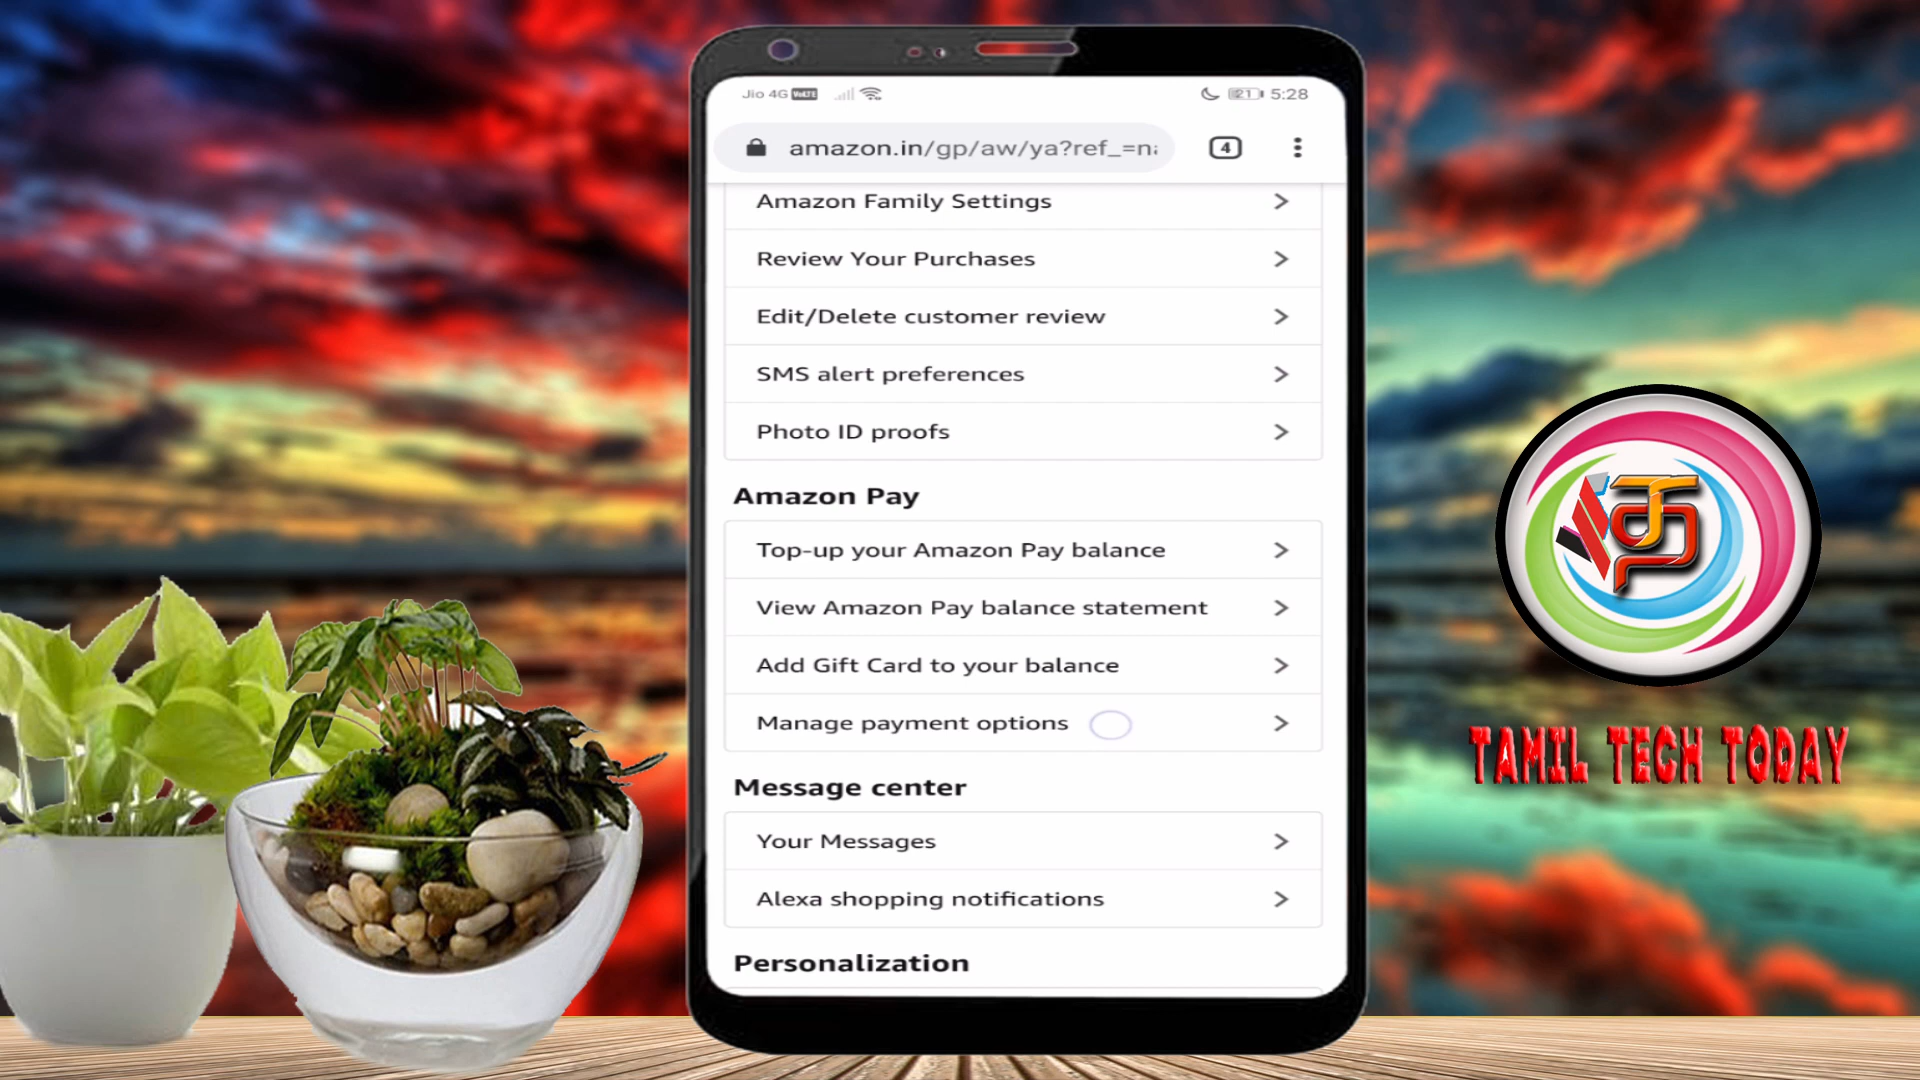 Jio 4G VoLTE 21 5:28
amazon.in/gp/aw/ya?ref_=na
4
Amazon Family Settings
Review Your Purchases
Edit/Delete customer review
SMS alert preferences
Photo ID proofs
Amazon Pay
Top-up your Amazon Pay balance
View Amazon Pay balance statement
Add Gift Card to your balance
Manage payment options
Message center
Your Messages
Alexa shopping notifications
Personalization
த
TAMIL TECH TODAY